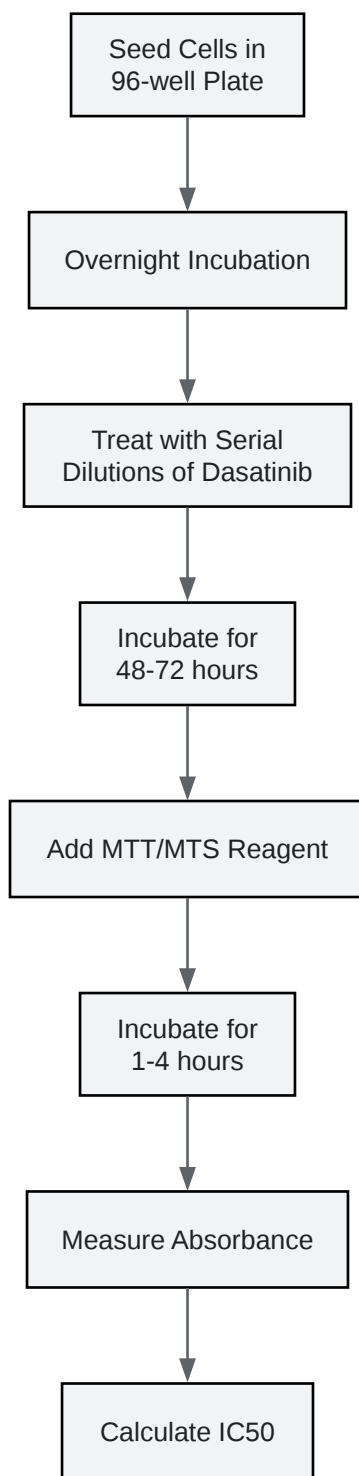 Seed Cells in
96-well Plate
Overnight Incubation
Treat with Serial
Dilutions of Dasatinib
Incubate for
48-72 hours
Add MTT/MTS Reagent
Incubate for
1-4 hours
Measure Absorbance
Calculate IC50